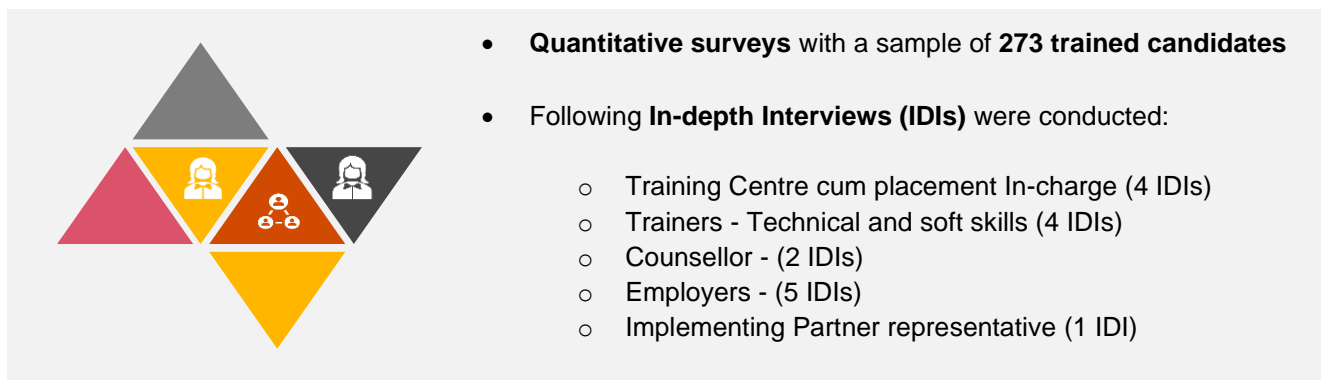 • Quantitative surveys with a sample of 273 trained candidates
• Following In-depth Interviews (IDIs) were conducted:
o Training Centre cum placement In-charge (4 IDIs)
o Trainers - Technical and soft skills (4 IDIs)
o Counsellor - (2 IDIs)
o Employers - (5 IDIs)
o Implementing Partner representative (1 IDI)